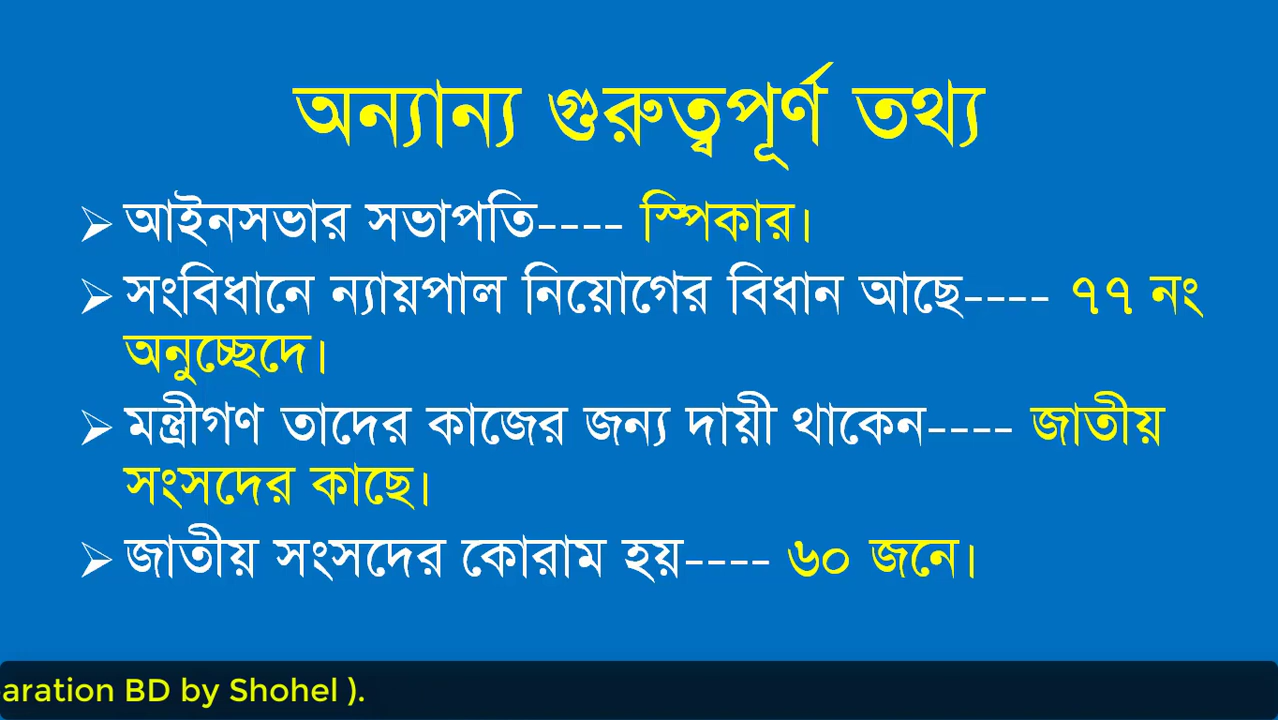 অন্যান্য গুরুত্বপূর্ণ তথ্য
➢ আইনসভার সভাপতি---- স্পিকার।
➢ সংবিধানে ন্যায়পাল নিয়োগের বিধান আছে---- ৭৭ নং
অনুচ্ছেদে।
➢ মন্ত্রীগণ তাদের কাজের জন্য দায়ী থাকেন---- জাতীয়
সংসদের কাছে।
➢ জাতীয় সংসদের কোরাম হয়---- ৬০ জনে।
aration BD by Shohel ).